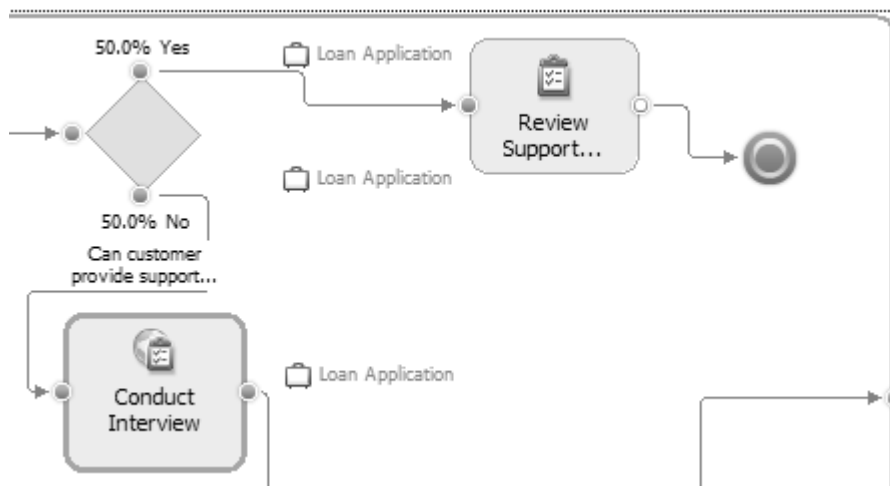 50.0% Yes
Loan Application
Review
Support...
Loan Application
50.0% No
Can customer
provide support...
Loan Application
Conduct
Interview